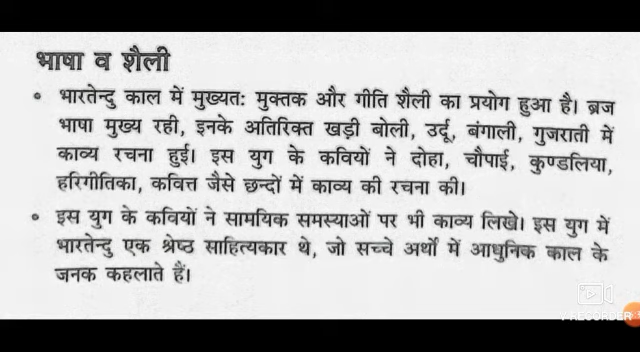 भाषा व शैली
• भारतेन्दु काल में मुख्यतः मुक्तक और गीति शैली का प्रयोग हुआ है। ब्रज
भाषा मुख्य रही, इनके अतिरिक्त खड़ी बोली, उर्दू, बंगाली, गुजराती में
काव्य रचना हुई। इस युग के कवियों ने दोहा, चौपाई, कुण्डलिया,
हरिगीतिका, कवित्त जैसे छन्दों में काव्य की रचना की।
• इस युग के कवियों ने सामयिक समस्याओं पर भी काव्य लिखे। इस युग में
भारतेन्दु एक श्रेष्ठ साहित्यकार थे, जो सच्चे अर्थों में आधुनिक काल के
जनक कहलाते हैं।
RECORDER